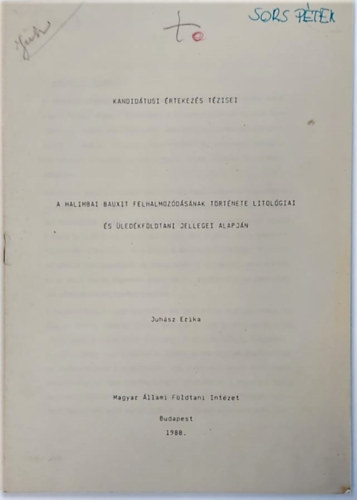 SORS PÉTER
KANDIDÁTUSI ÉRTEKEZÉS TÉZISEI
A HALIMBAI BAUXIT FELHALMOZÓDÁSÁNAK TÖRTÉNETE LITOLÓGIAI
ÉS ÜLEDÉKFÖLDTANI JELLEGEI ALAPJÁN
Juhász Erika
Magyar Állami Földtani Intézet
Budapest
1988.